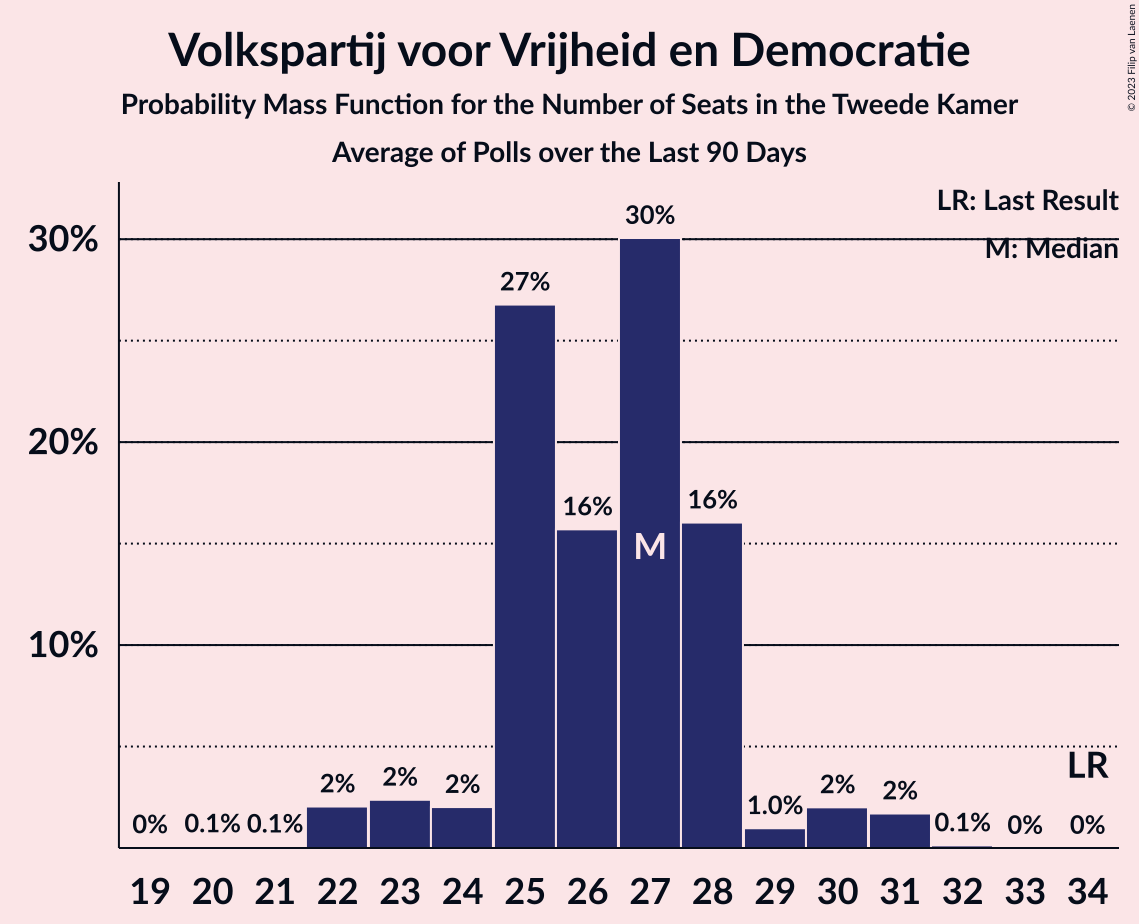 Volkspartij voor Vrijheid en Democratie
Probability Mass Function for the Number of Seats in the Tweede Kamer
Average of Polls over the Last 90 Days
© 2023 Filip van Laenen
LR: Last Result
M: Median
30%
20%
10%
0%
0.1%
0.1%
2%
2%
2%
27%
16%
30%
16%
1.0%
2%
2%
0.1%
0%
0%
M
LR
19 20 21 22 23 24 25 26 27 28 29 30 31 32 33 34